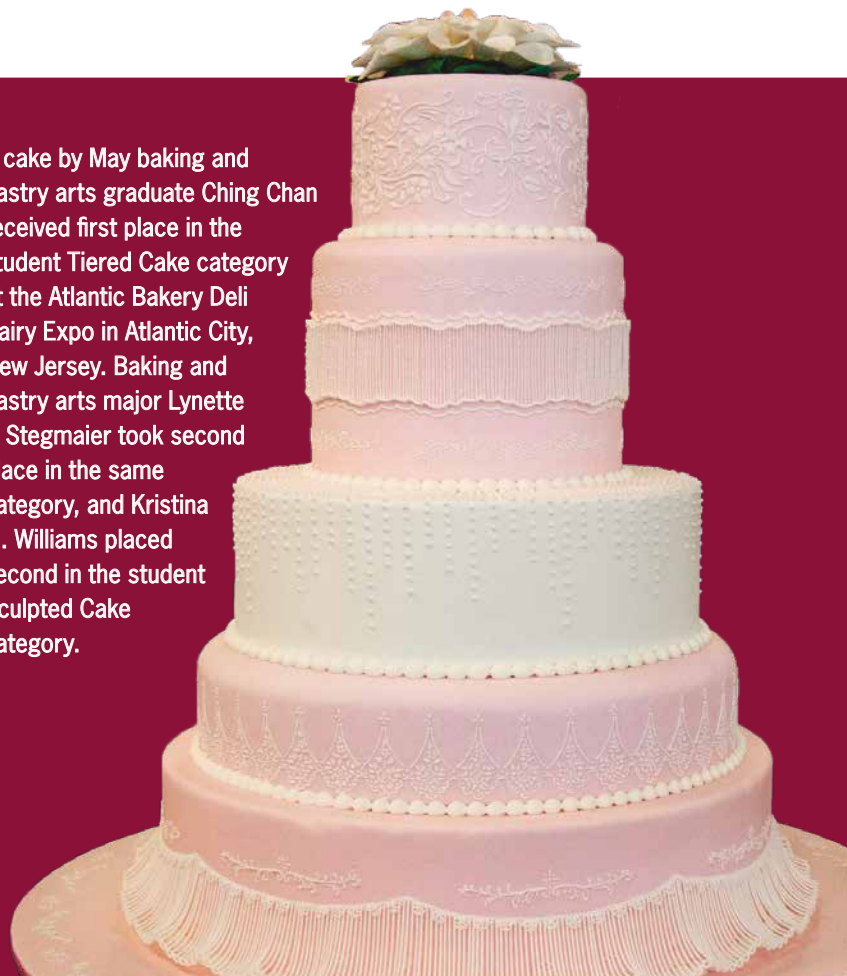 cake by May baking and
astry arts graduate Ching Chan
eceived first place in the
tudent Tiered Cake category
t the Atlantic Bakery Deli
airy Expo in Atlantic City,
ew Jersey. Baking and
astry arts major Lynette
. Stegmaier took second
lace in the same
ategory, and Kristina
. Williams placed
econd in the student
culpted Cake
ategory.